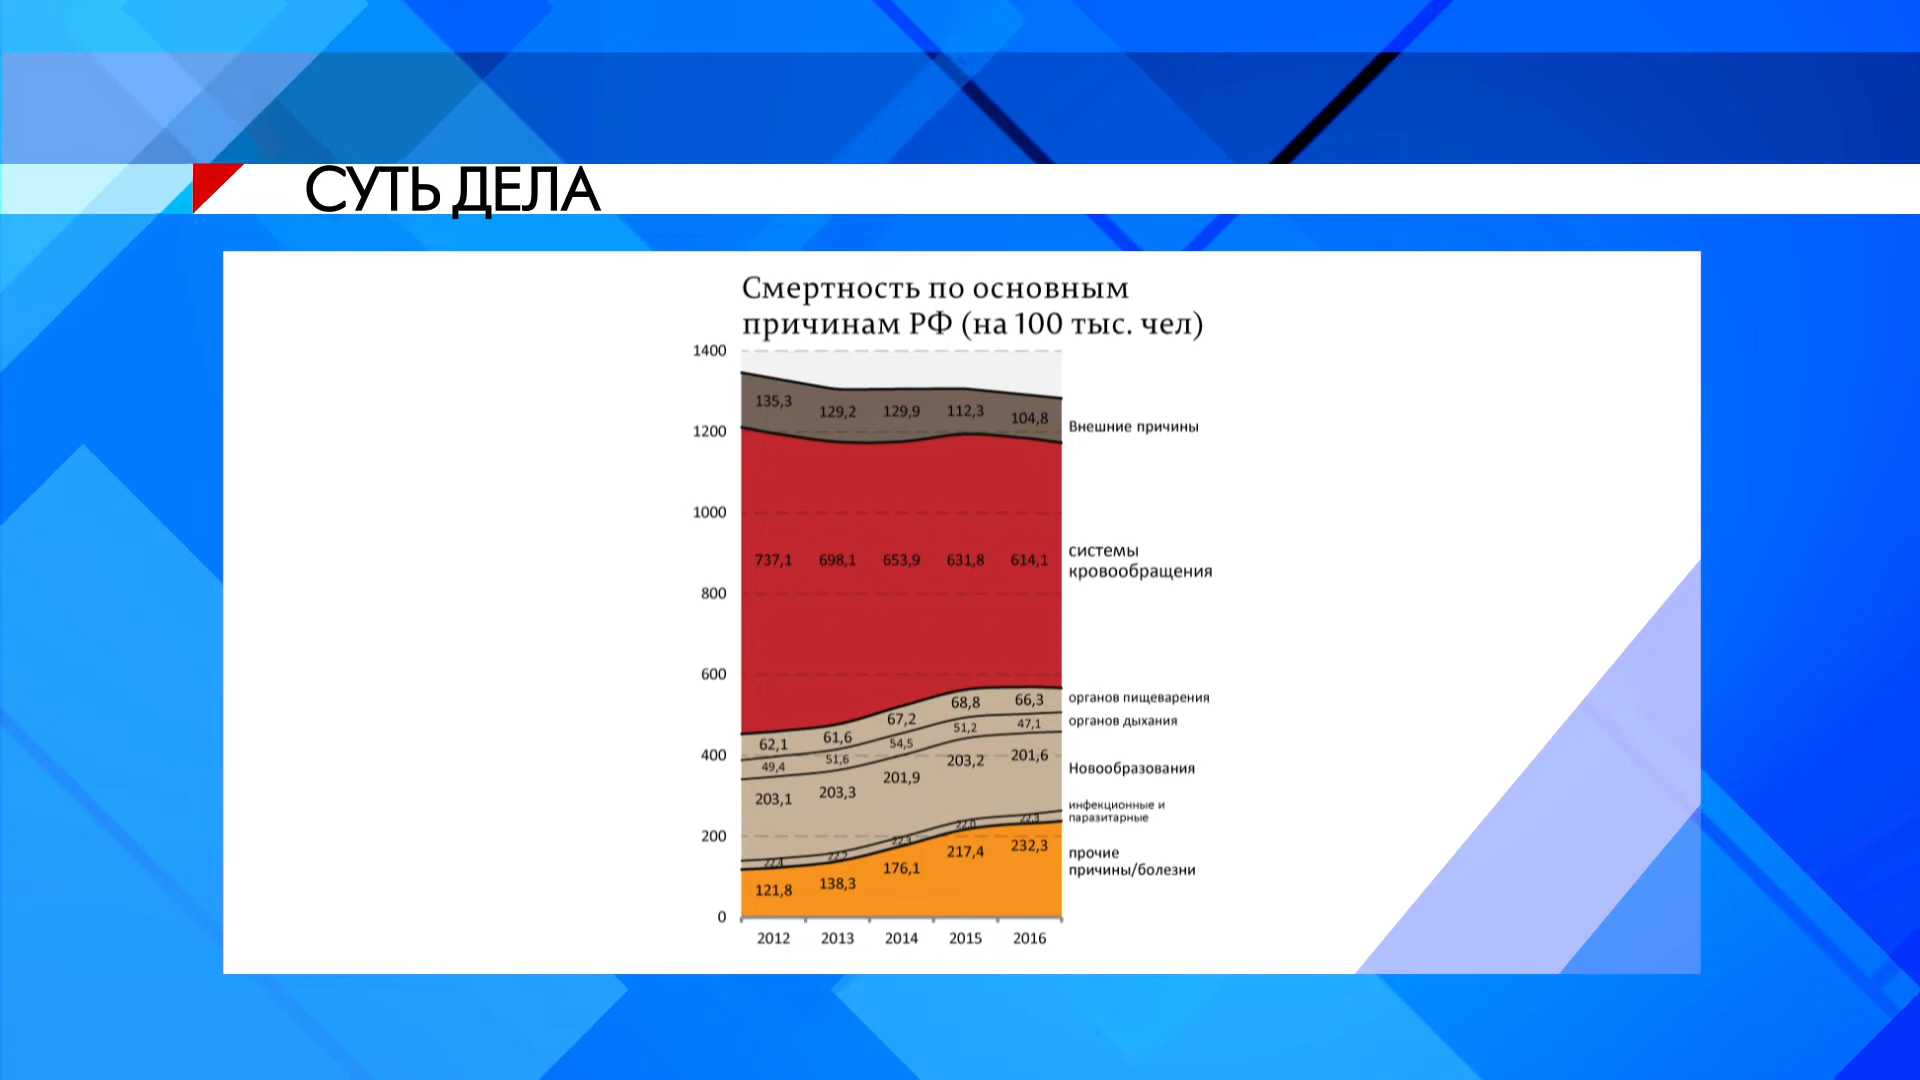 СУТЬ ДЕЛА
Смертность по основным
причинам РФ (на 100 тыс. чел)
1400
135,3 129,2 129,9 112,3 104,8
Внешние причины
1200
1000
737,1 698,1 653,9 631,8 614,1
системы
кровообращения
800
600
62,1 61,6 67,2 68,8 66,3
органов пищеварения
49,4 51,6 54,5 51,2 47,1
органов дыхания
400
203,1 203,3 201,9 203,2 201,6
Новообразования
22,4
инфекционные и
паразитарные
200
121,8 138,3 176,1 217,4 232,3
прочие
причины/болезни
0
2012 2013 2014 2015 2016